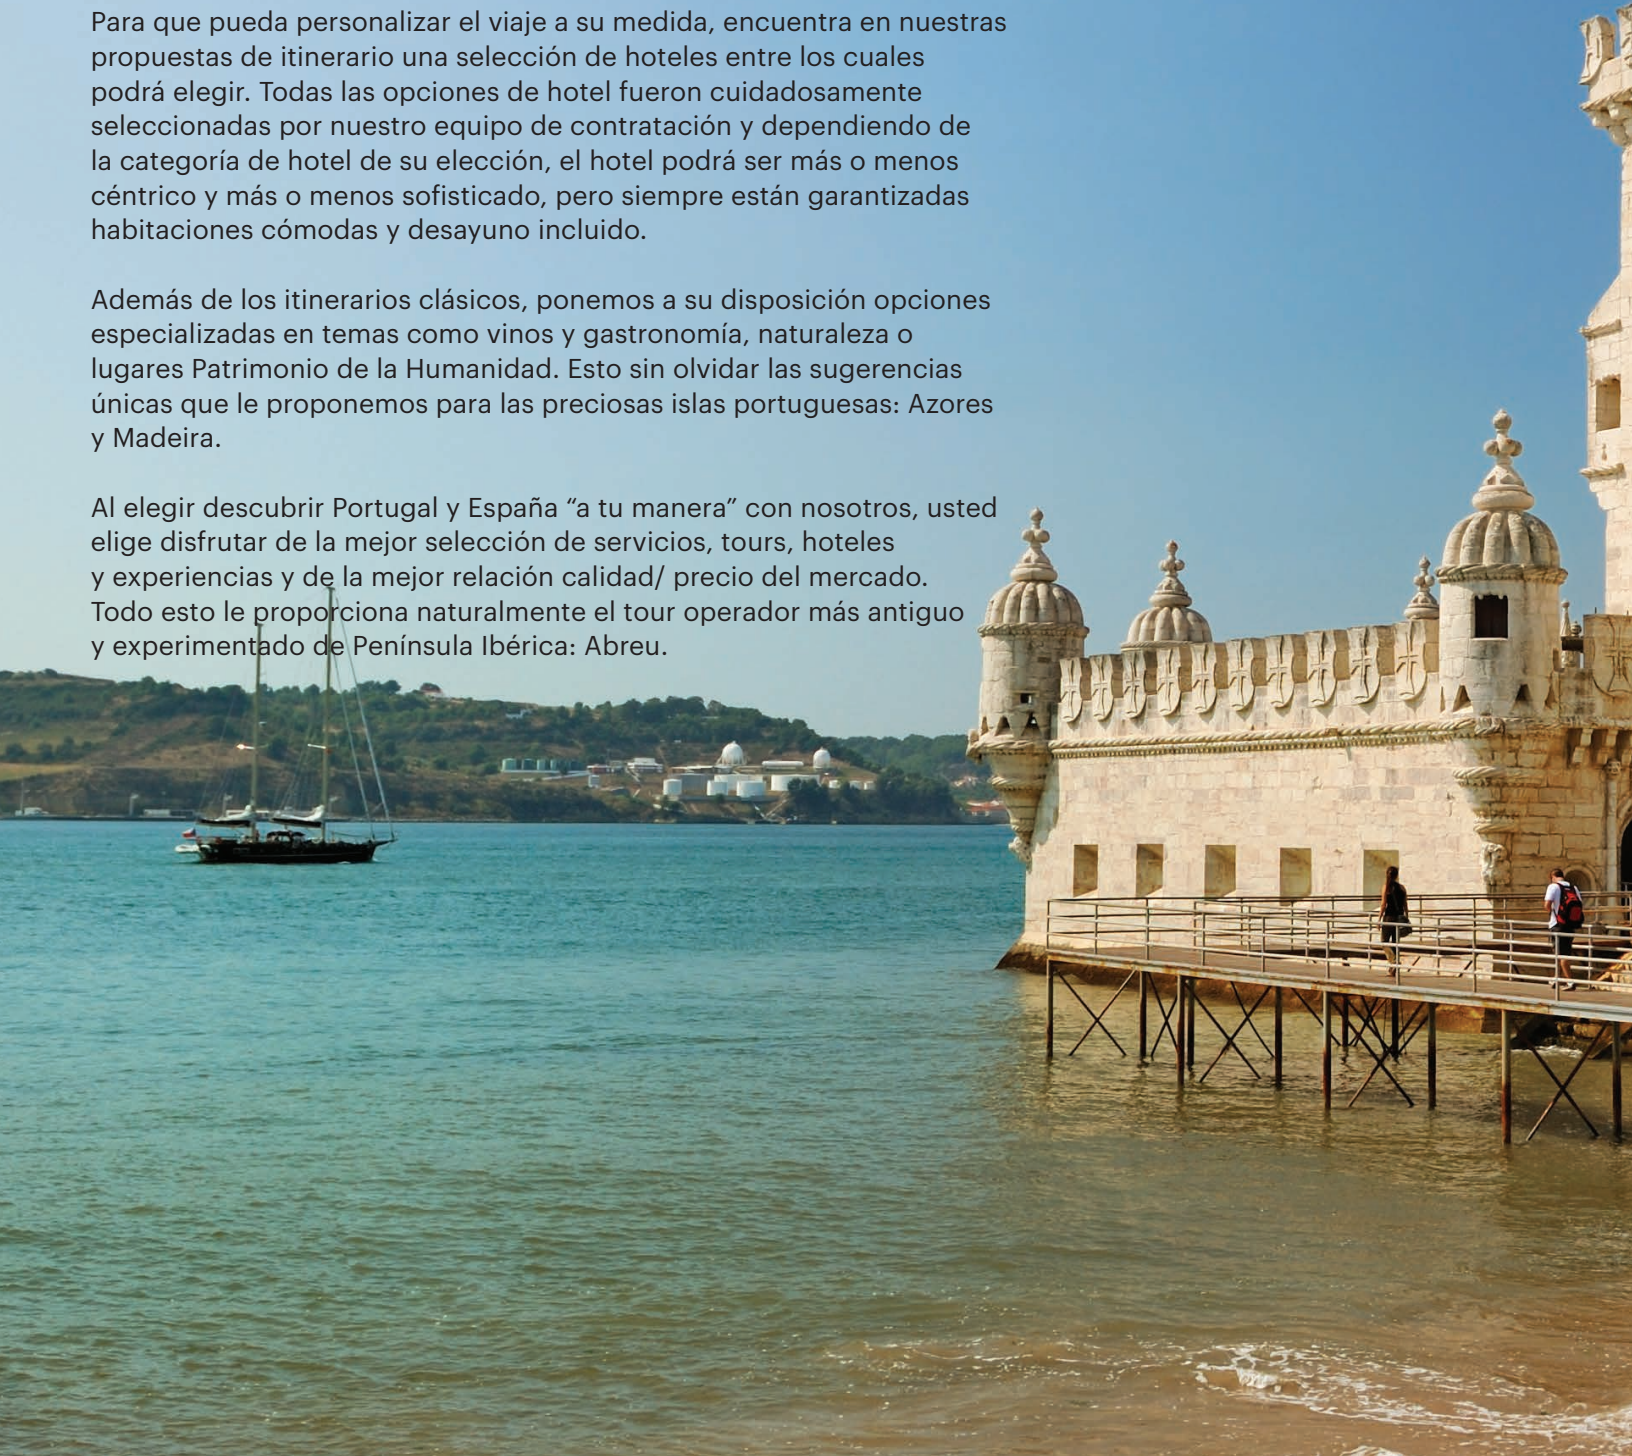 Para que pueda personalizar el viaje a su medida, encuentra en nuestras
propuestas de itinerario una selección de hoteles entre los cuales
podrá elegir. Todas las opciones de hotel fueron cuidadosamente
seleccionadas por nuestro equipo de contratación y dependiendo de
la categoría de hotel de su elección, el hotel podrá ser más o menos
céntrico y más o menos sofisticado, pero siempre están garantizadas
habitaciones cómodas y desayuno incluido.
Además de los itinerarios clásicos, ponemos a su disposición opciones
especializadas en temas como vinos y gastronomía, naturaleza o
lugares Patrimonio de la Humanidad. Esto sin olvidar las sugerencias
únicas que le proponemos para las preciosas islas portuguesas: Azores
y Madeira.
Al elegir descubrir Portugal y España “a tu manera” con nosotros, usted
elige disfrutar de la mejor selección de servicios, tours, hoteles
y experiencias y de la mejor relación calidad/ precio del mercado.
Todo esto le proporciona naturalmente el tour operador más antiguo
y experimentado de Península Ibérica: Abreu.